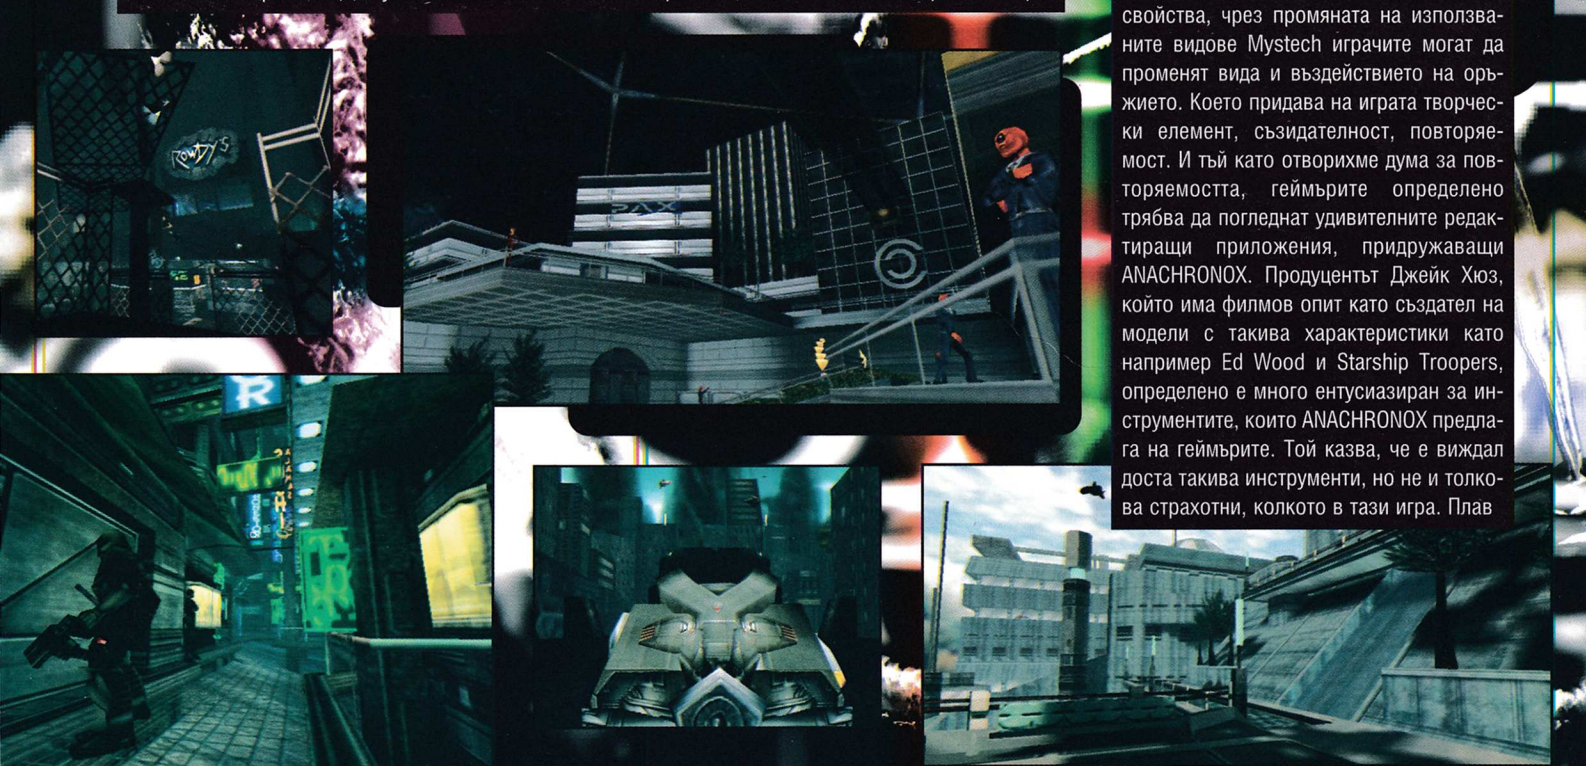 Rowdy's
PAX
R
свойства, чрез промяната на използва-
ните видове Mystech играчите могат да
променят вида и въздействието на оръ-
жието. Което придава на играта творчес-
ки елемент, съзидателност, повторяе-
мост. И тъй като отворихме дума за пов-
торяемостта, геймърите определено
трябва да погледнат удивителните редак-
тиращи приложения, придружаващи
ANACHRONOX. Продуцентът Джейк Хюз,
който има филмов опит като създател на
модели с такива характеристики като
например Ed Wood и Starship Troopers,
определено е много ентусиазиран за ин-
струментите, които ANACHRONOX предла-
га на геймърите. Той казва, че е виждал
доста такива инструменти, но не и толко-
ва страхотни, колкото в тази игра. Плав